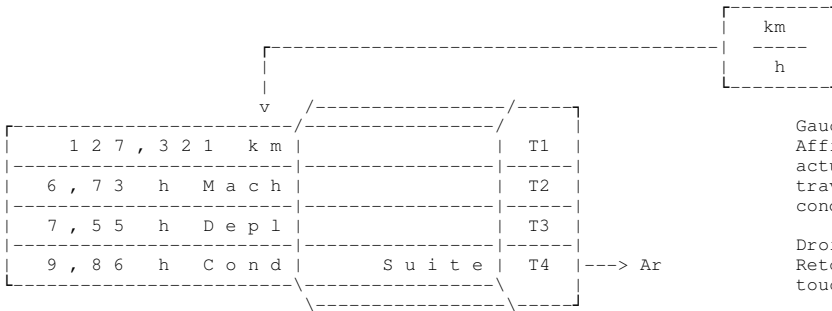 km
h
v
127,321 km T1
6,73 h Mach T2
7,55 h Depl T3
9,86 h Cond Suite T4 ---> Ar